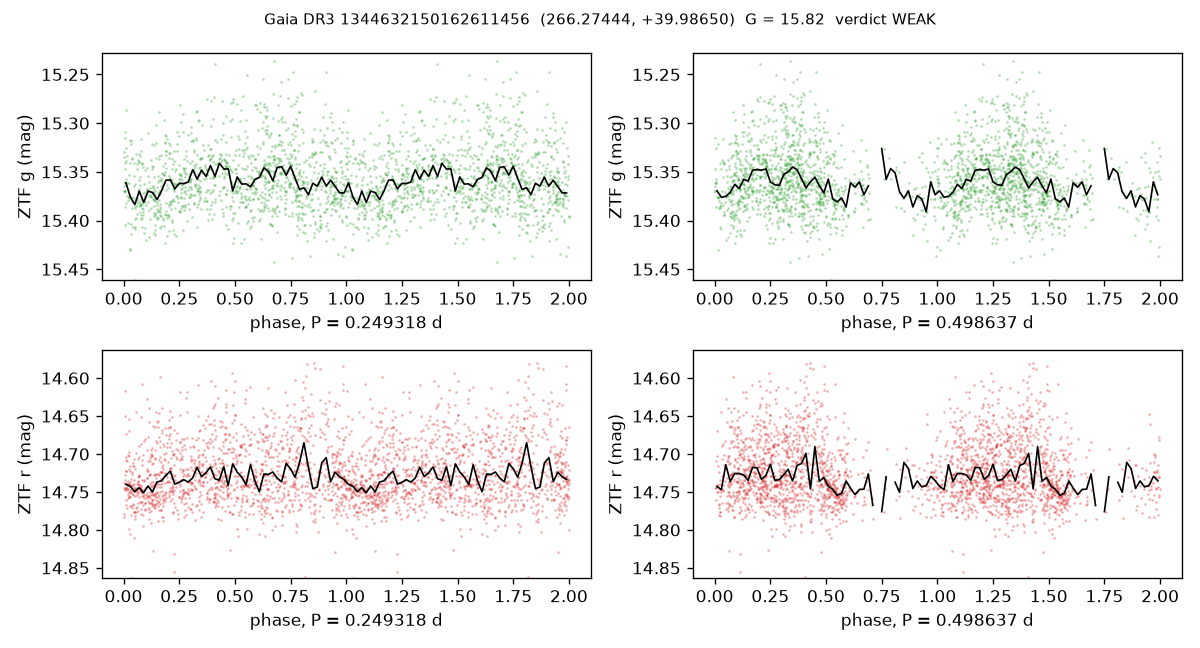 Gaia DR3 1344632150162611456 (266.27444, +39.98650) G = 15.82 verdict WEAK
ZTF g (mag)
15.25
15.30
15.35
15.40
15.45
0.00 0.25 0.50 0.75 1.00 1.25 1.50 1.75 2.00
phase, P = 0.249318 d
ZTF g (mag)
15.25
15.30
15.35
15.40
15.45
0.00 0.25 0.50 0.75 1.00 1.25 1.50 1.75 2.00
phase, P = 0.498637 d
ZTF r (mag)
14.60
14.65
14.70
14.75
14.80
14.85
0.00 0.25 0.50 0.75 1.00 1.25 1.50 1.75 2.00
phase, P = 0.249318 d
ZTF r (mag)
14.60
14.65
14.70
14.75
14.80
14.85
0.00 0.25 0.50 0.75 1.00 1.25 1.50 1.75 2.00
phase, P = 0.498637 d